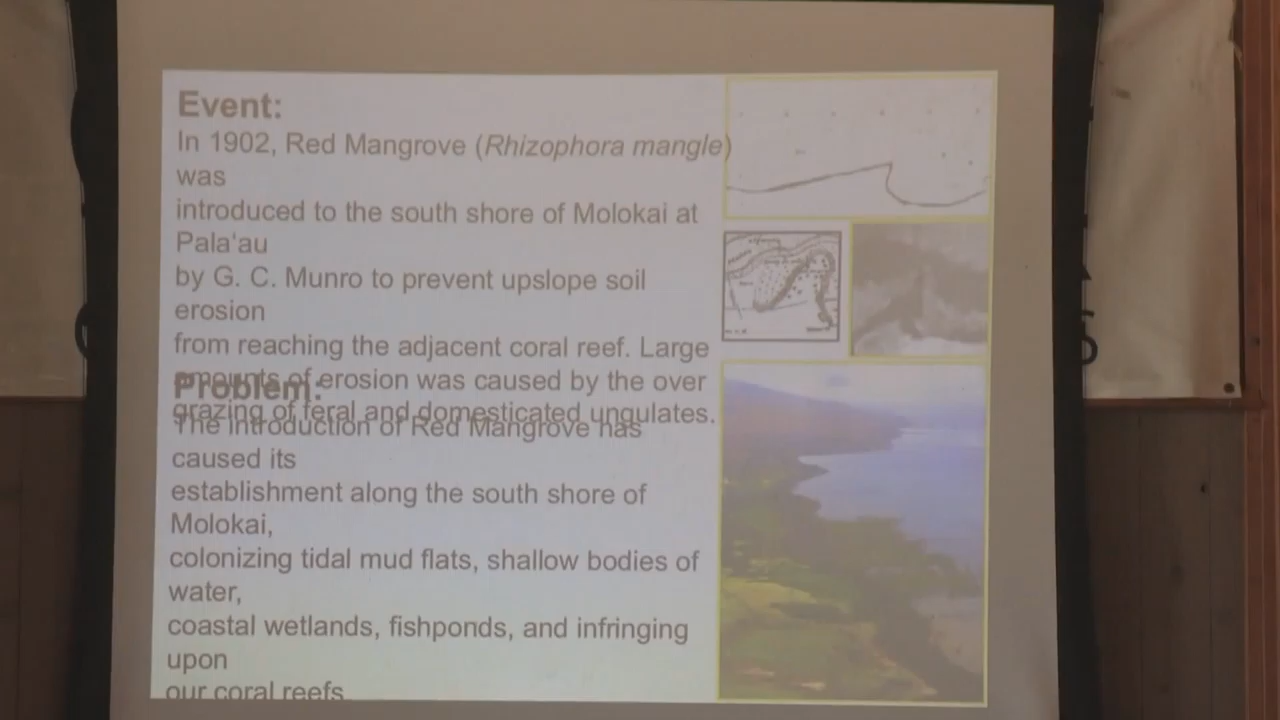 Event:
In 1902, Red Mangrove (Rhizophora mangle)
was
introduced to the south shore of Molokai at
Pala'au
by G. C. Munro to prevent upslope soil
erosion
from reaching the adjacent coral reef. Large
amounts of erosion was caused by the over
Problem:
grazing of feral and domesticated ungulates.
The introduction of Red Mangrove has
caused its
establishment along the south shore of
Molokai,
colonizing tidal mud flats, shallow bodies of
water,
coastal wetlands, fishponds, and infringing
upon
our coral reefs